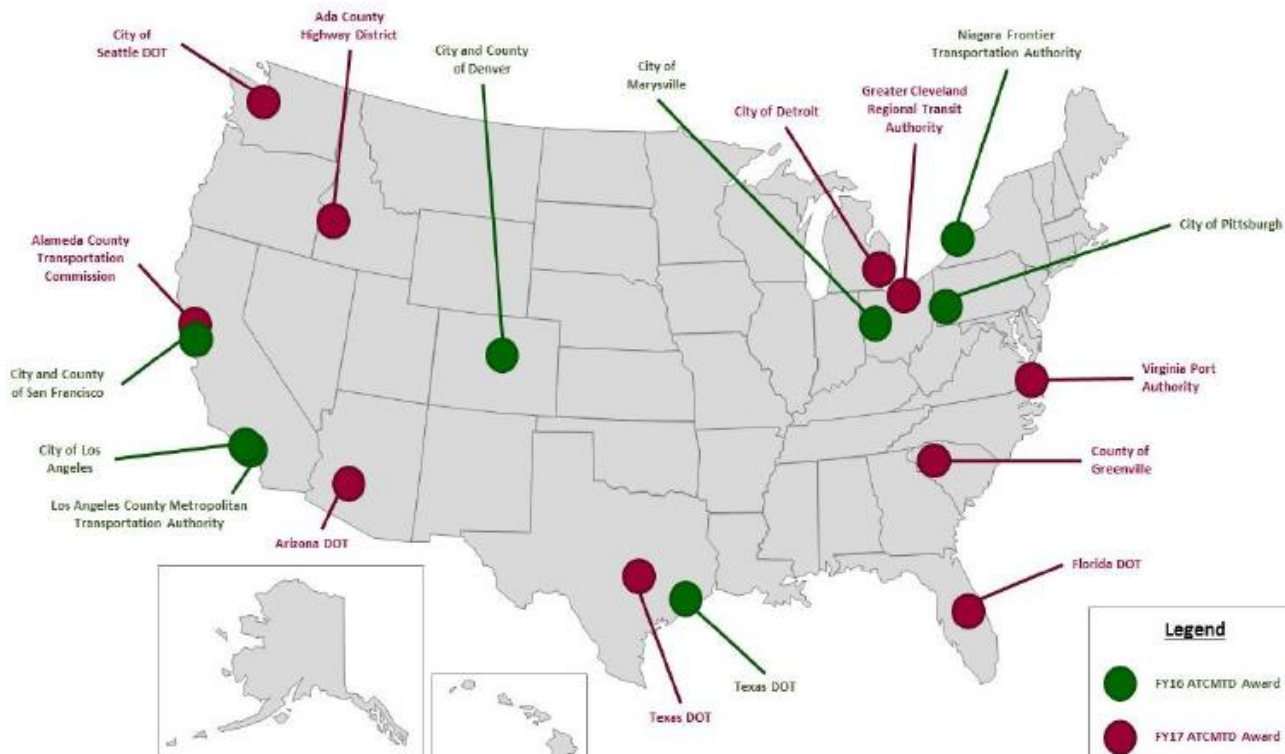 City of
Seattle DOT
Ada County
Highway District
City and County
of Denver
City of
Marysville
Niagara Frontier
Transportation Authority
City of Detroit
Greater Cleveland
Regional Transit
Authority
City of Pittsburgh
Alameda County
Transportation
Commission
City and County
of San Francisco
Virginia Port
Authority
City of Los
Angeles
County of
Greenville
Los Angeles County Metropolitan
Transportation Authority
Arizona DOT
Florida DOT
Texas DOT
Texas DOT
Legend
FY16 ATCMTD Award
FY17 ATCMTD Award